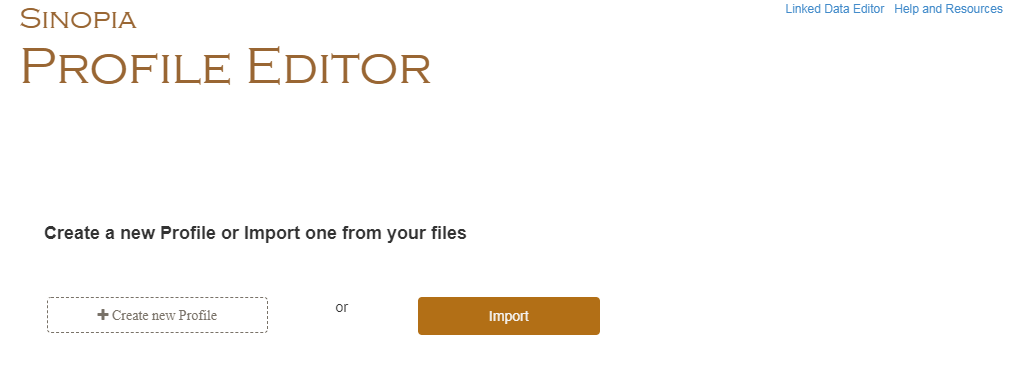 Linked Data Editor Help and Resources
Sinopia
Profile Editor
Create a new Profile or Import one from your files
+ Create new Profile or Import